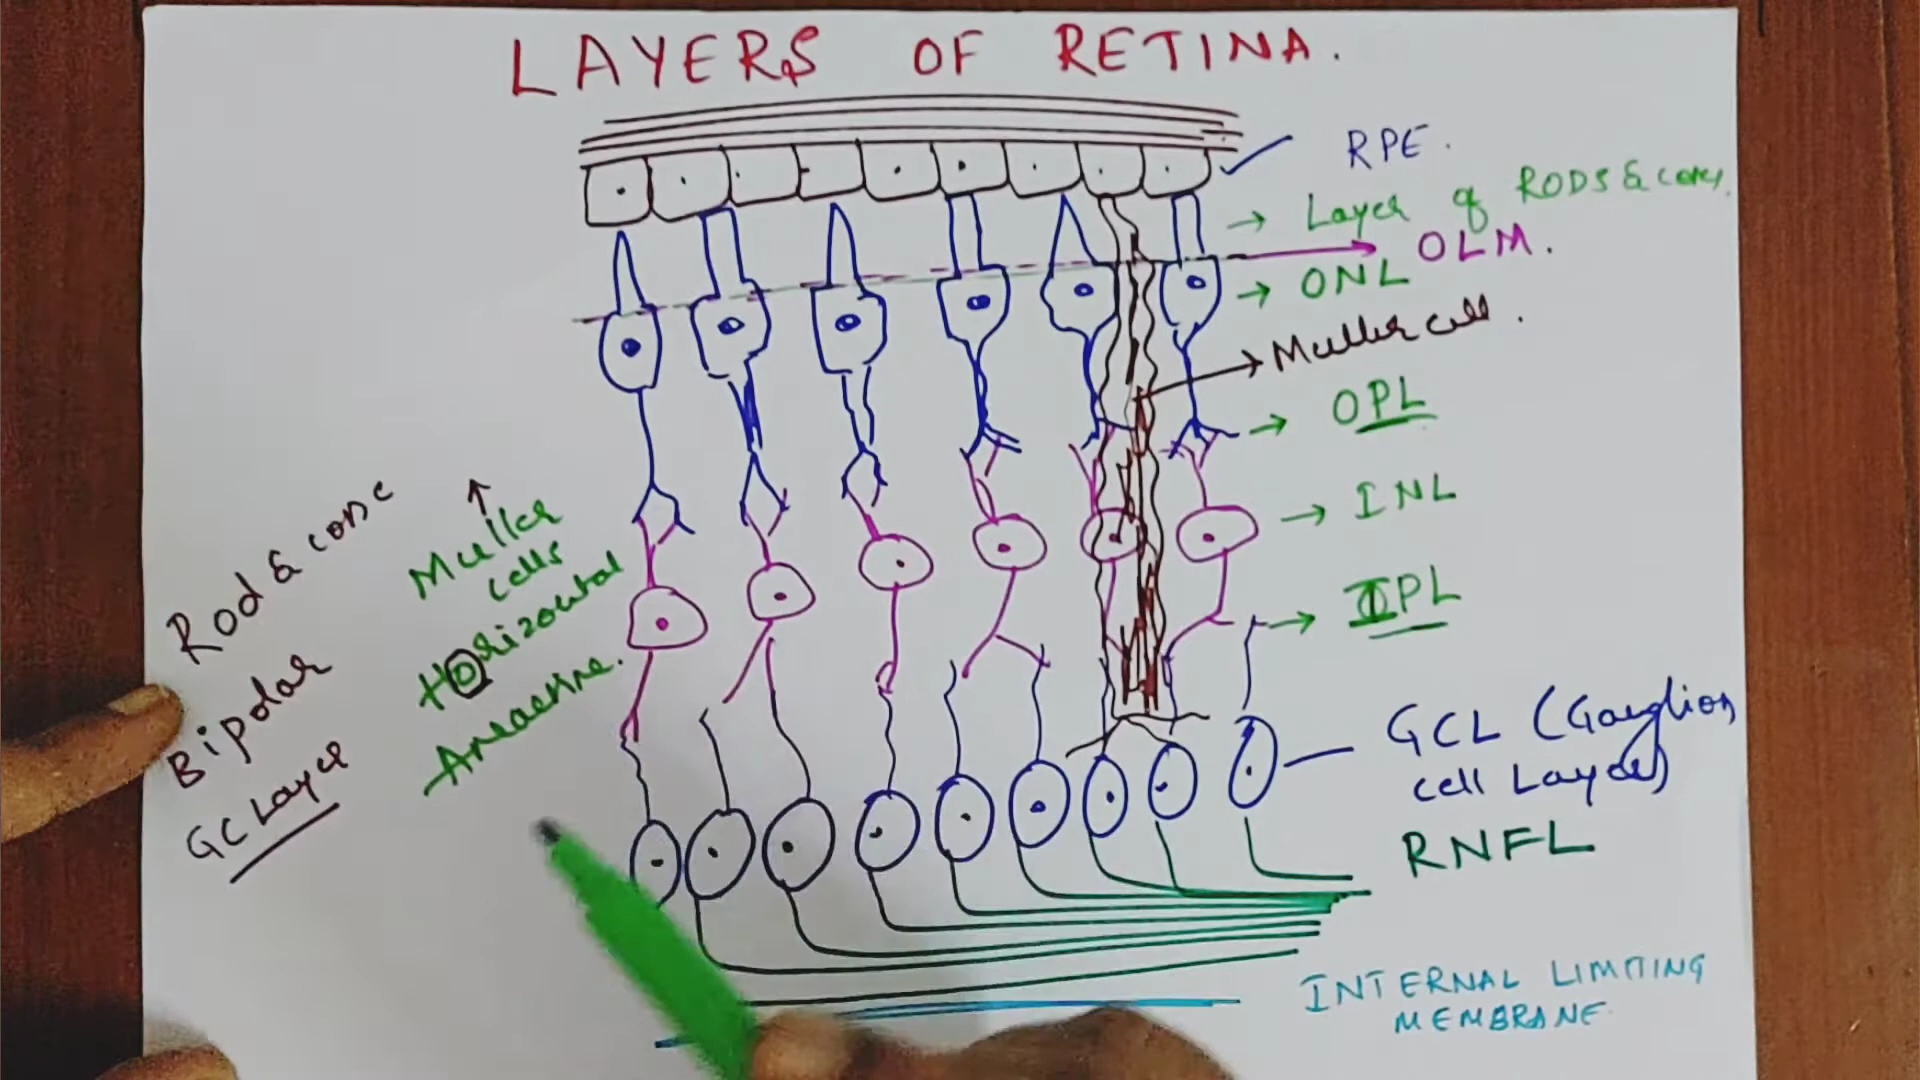 LAYERS OF RETINA.
RPE.
→ Layer of RODS & cones
OLM.
→ ONL
Muller cell.
→ OPL
→ INL
→ IPL
GCL (Ganglion
cell Layer)
RNFL
INTERNAL LIMITING
MEMBRANE
Rod & cone
Bipolar
GC Layer
Muller
cells
Horizontal
Amacrine.